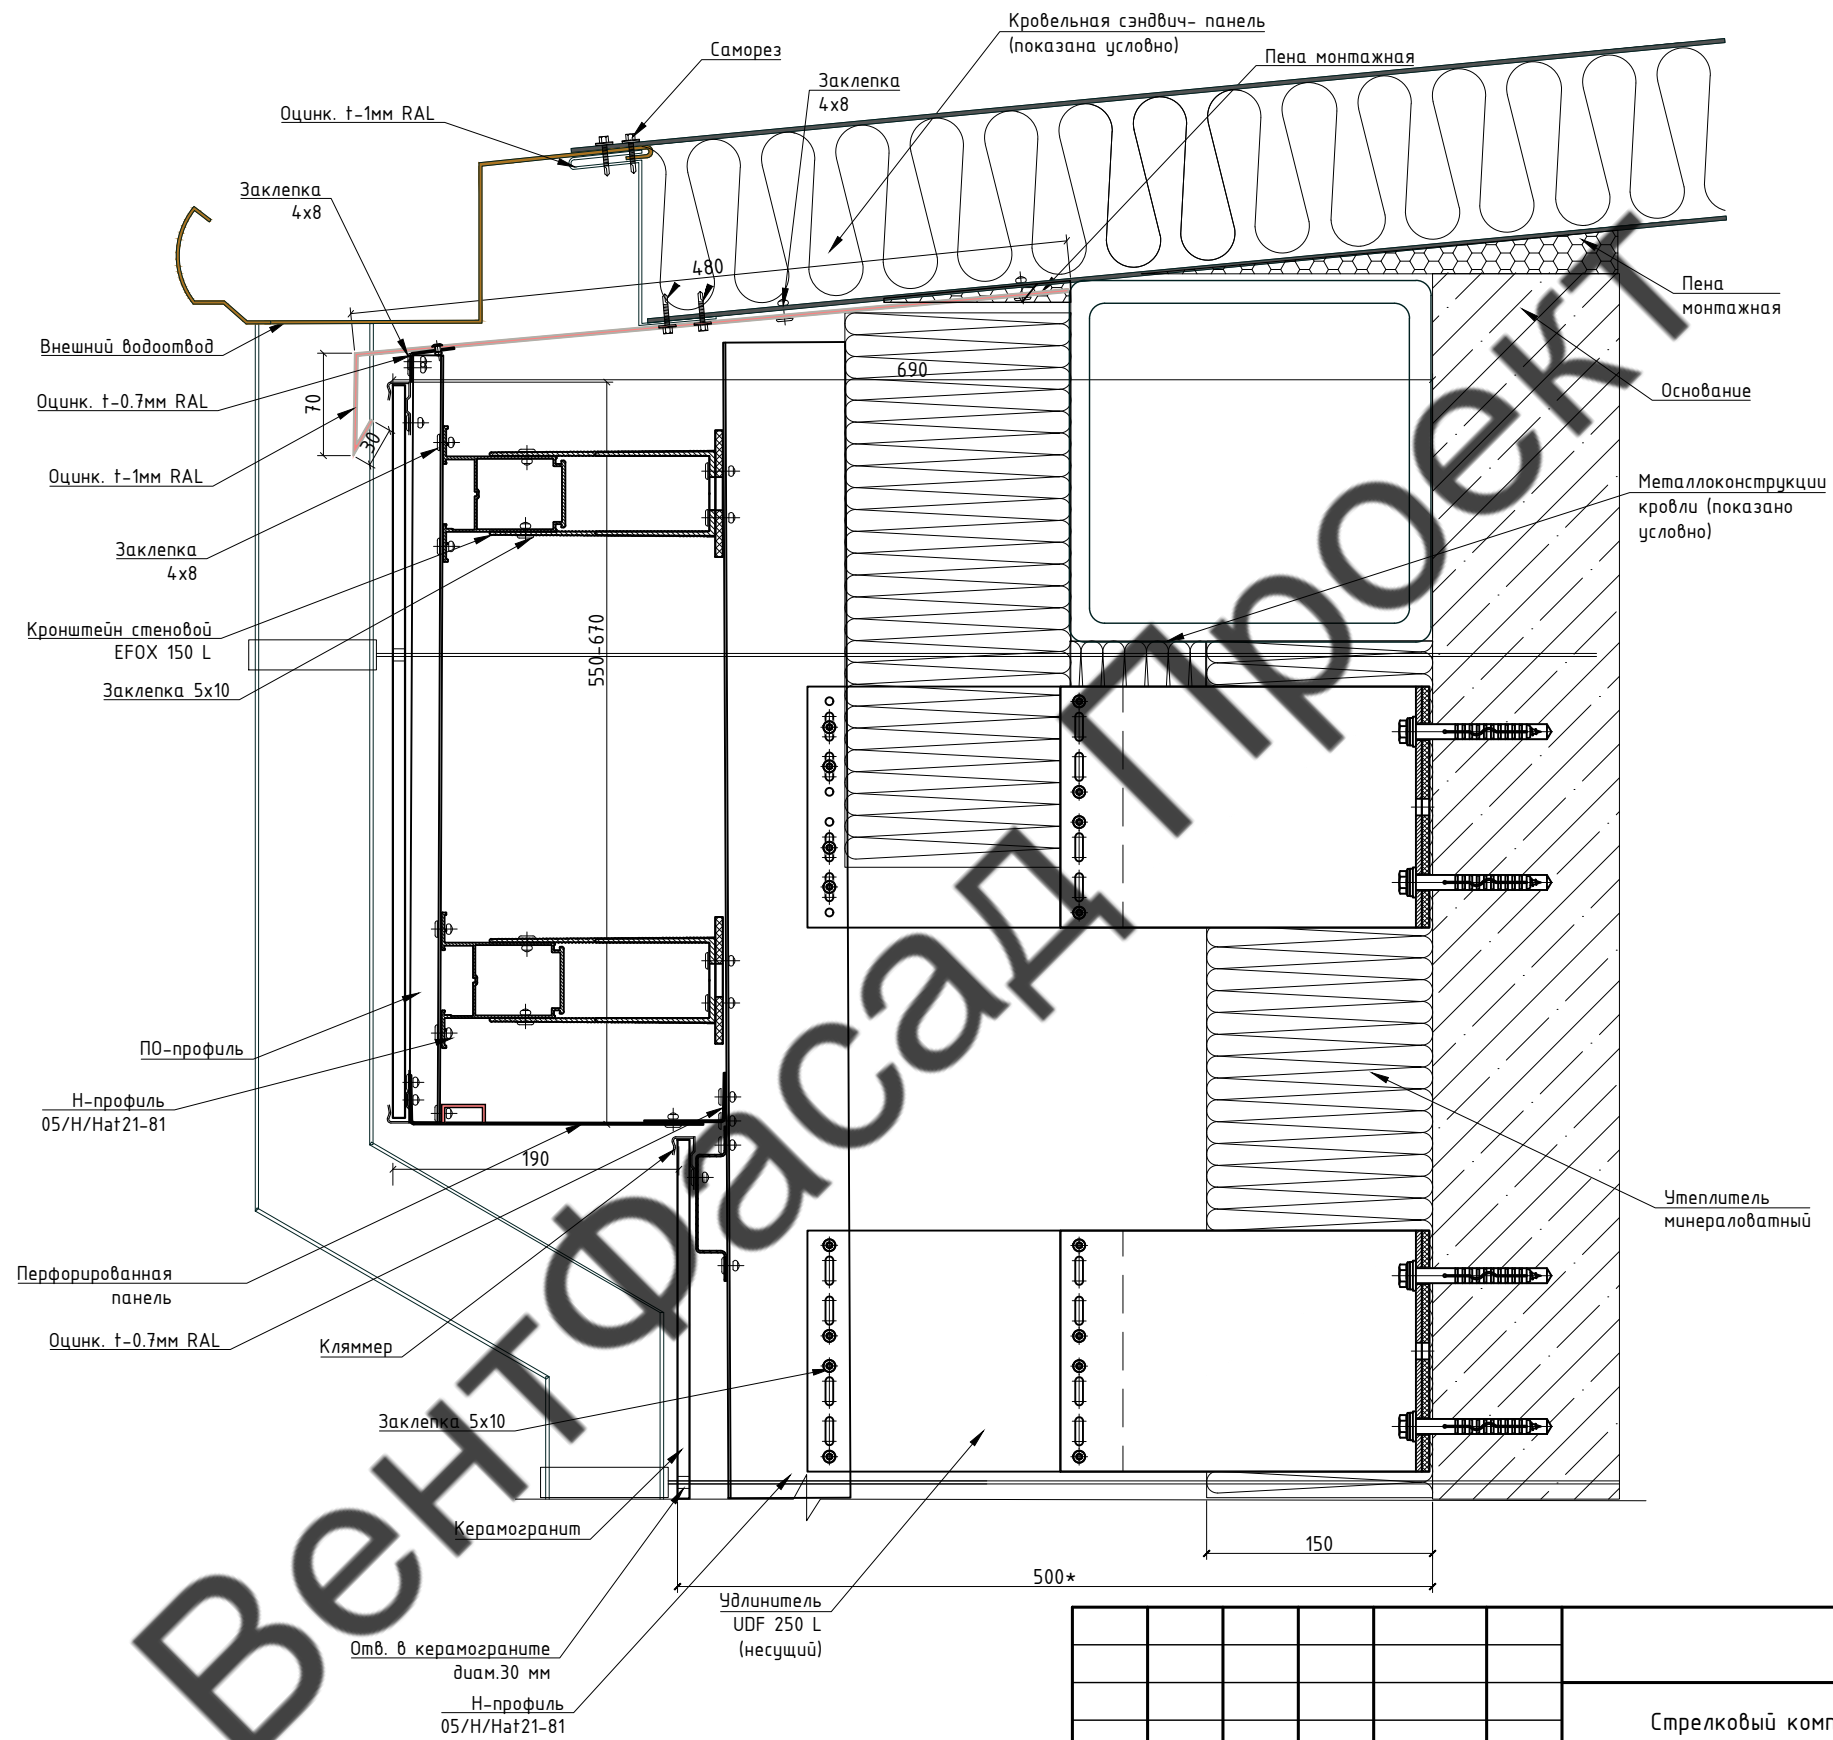 Кровельная сэндвич- панель
(показана условно)
Саморез
Пена монтажная
Заклепка
4х8
Оцинк. t-1мм RAL
Заклепка
4х8
480
Пена
монтажная
Внешний водоотвод
690
Основание
Оцинк. t-0.7мм RAL
70
30
Оцинк. t-1мм RAL
Металлоконструкции
кровли (показано
условно)
Заклепка
4х8
550-670
Кронштейн стеновой
EFOX 150 L
Заклепка 5х10
ПО-профиль
Н-профиль
05/Н/Hat21-81
190
Утеплитель
минераловатный
Перфорированная
панель
Оцинк. t-0.7мм RAL
Кляммер
Заклепка 5х10
Керамогранит
150
500*
Удлинитель
UDF 250 L
(несущий)
Отв. в керамограните
диам.30 мм
Н-профиль
05/Н/Hat21-81
Стрелковый комп
ВентФасад Проект